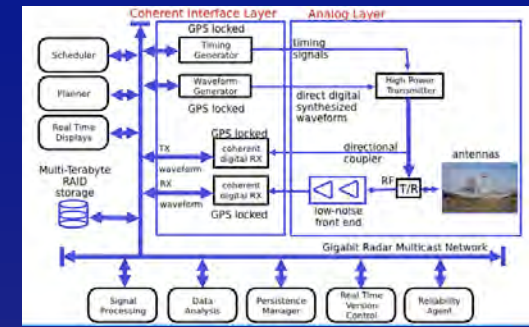 Coherent Interface Layer
Analog Layer
GPS locked
Timing
Generator
timing
signals
Scheduler
Waveform
Generator
GPS locked
direct digital
synthesized
waveform
High Power
Transmitter
Planner
Real Time
Displays
GPS locked
TX
waveform
coherent
digital RX
directional
coupler
antennas
Multi-Terabyte
RAID
storage
RX
waveform
coherent
digital RX
GPS locked
low-noise
front end
RF
T/R
Gigabit Radar Multicast Network
Signal
Processing
Data
Analysis
Persistence
Manager
Real Time
Version
Control
Reliability
Agent